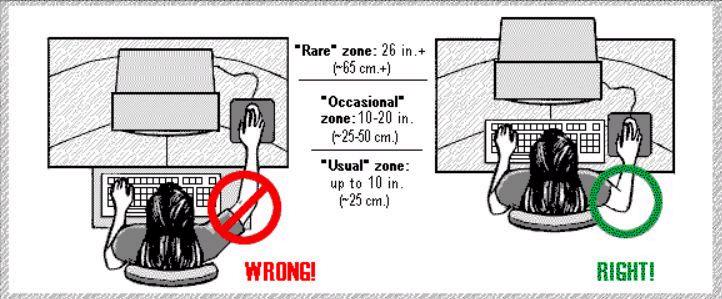 "Rare" zone: 26 in.+
(~65 cm.+)
"Occasional"
zone: 10-20 in.
(~25-50 cm.)
"Usual" zone:
up to 10 in.
(~25 cm.)
WRONG!
RIGHT!